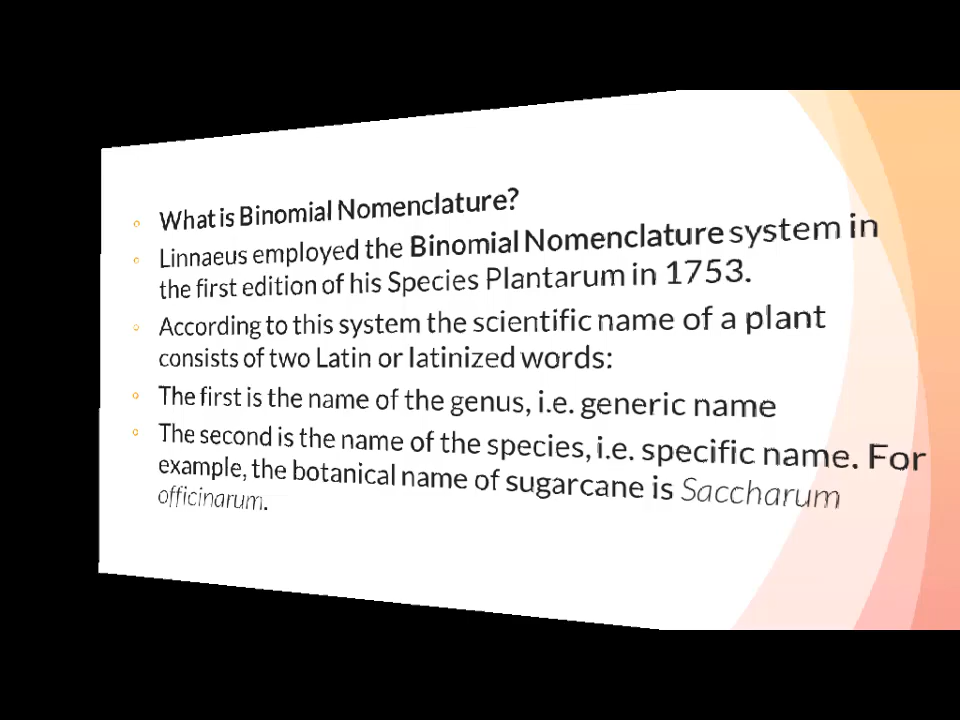 What is Binomial Nomenclature?
Linnaeus employed the Binomial Nomenclature system in
the first edition of his Species Plantarum in 1753.
According to this system the scientific name of a plant
consists of two Latin or latinized words:
The first is the name of the genus, i.e. generic name
The second is the name of the species, i.e. specific name. For
example, the botanical name of sugarcane is Saccharum
officinarum.